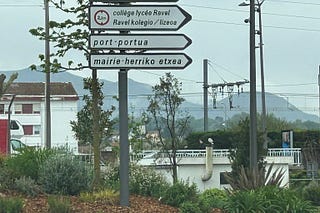 collège lycée Ravel
Ravel kolegio / lizeoa
port-portua
mairie-herriko etxea